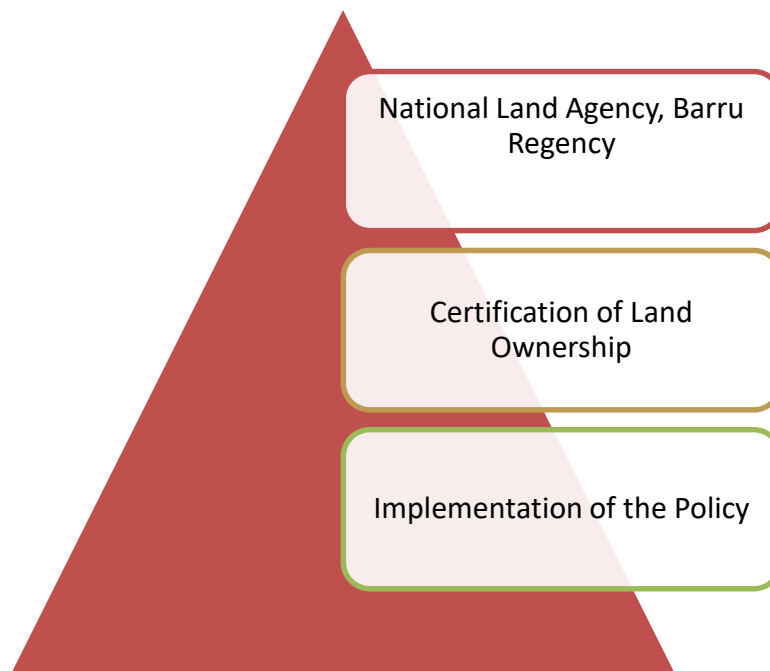 National Land Agency, Barru
Regency
Certification of Land
Ownership
Implementation of the Policy